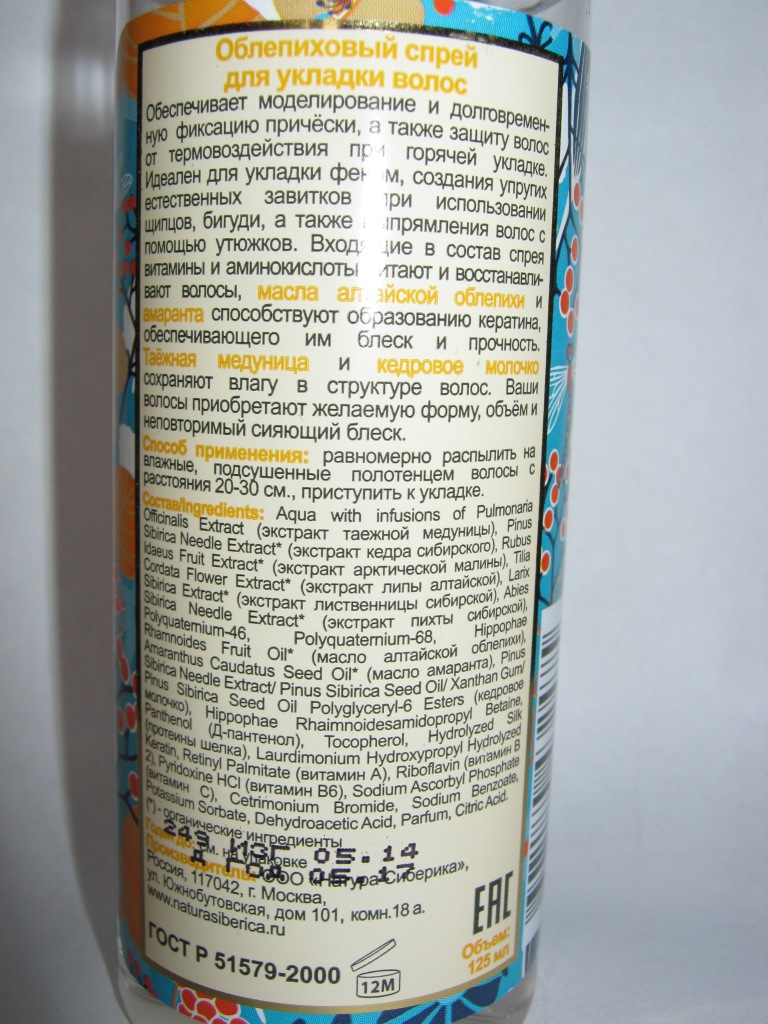 Облепиховый спрей
для укладки волос
Обеспечивает моделирование и долговремен-
ную фиксацию причёски, а также защиту волос
от термовоздействия при горячей укладке.
Идеален для укладки феном, создания упругих
естественных завитков при использовании
щипцов, бигуди, а также выпрямления волос с
помощью утюжков. Входящие в состав спрея
витамины и аминокислоты питают и восстанавли-
вают волосы, масла алтайской облепихи и
амаранта способствуют образованию кератина,
обеспечивающего им блеск и прочность.
Таёжная медуница и кедровое молочко
сохраняют влагу в структуре волос. Ваши
волосы приобретают желаемую форму, объём и
неповторимый сияющий блеск.
Способ применения: равномерно распылить на
влажные, подсушенные полотенцем волосы с
расстояния 20-30 см., приступить к укладке.
Состав/Ingredients: Aqua with infusions of Pulmonaria
Officinalis Extract (экстракт таежной медуницы), Pinus
Sibirica Needle Extract* (экстракт кедра сибирского), Rubus
Idaeus Fruit Extract* (экстракт арктической малины), Tilia
Cordata Flower Extract* (экстракт липы алтайской), Larix
Sibirica Extract* (экстракт лиственницы сибирской), Abies
Sibirica Needle Extract* (экстракт пихты сибирской),
Polyquaternium-46, Polyquaternium-68, Hippophae
Rhamnoides Fruit Oil* (масло алтайской облепихи),
Amaranthus Caudatus Seed Oil* (масло амаранта), Pinus
Sibirica Needle Extract/ Pinus Sibirica Seed Oil/ Xanthan Gum/
Pinus Sibirica Seed Oil Polyglyceryl-6 Esters (кедровое
молочко), Hippophae Rhaimnoidesamidopropyl Betaine,
Panthenol (Д-пантенол), Tocopherol, Hydrolyzed Silk
(протеины шелка), Laurdimonium Hydroxypropyl Hydrolyzed
Keratin, Retinyl Palmitate (витамин А), Riboflavin (витамин В
2), Pyridoxine HCl (витамин В6), Sodium Ascorbyl Phosphate
(витамин С), Cetrimonium Bromide, Sodium Benzoate,
Potassium Sorbate, Dehydroacetic Acid, Parfum, Citric Acid.
(*) - органические ингредиенты
Годен до: см. на упаковке
249 ИЗГ 05.14
Д ГОД 05.17
Производитель: ООО «Натура Сиберика»,
Россия, 117042, г. Москва,
ул. Южнобутовская, дом 101, комн.18 а.
www.naturasiberica.ru
ГОСТ Р 51579-2000
12M
EAC
Объем:
125 мл